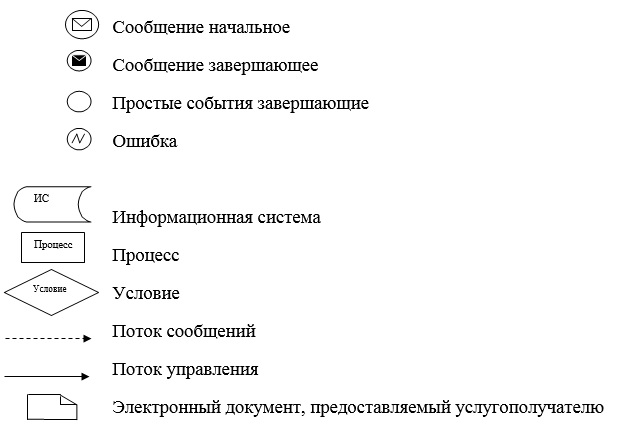 Сообщение начальное
Сообщение завершающее
Простые события завершающие
Ошибка
ИС
Информационная система
Процесс
Процесс
Условие
Условие
Поток сообщений
Поток управления
Электронный документ, предоставляемый услугополучателю